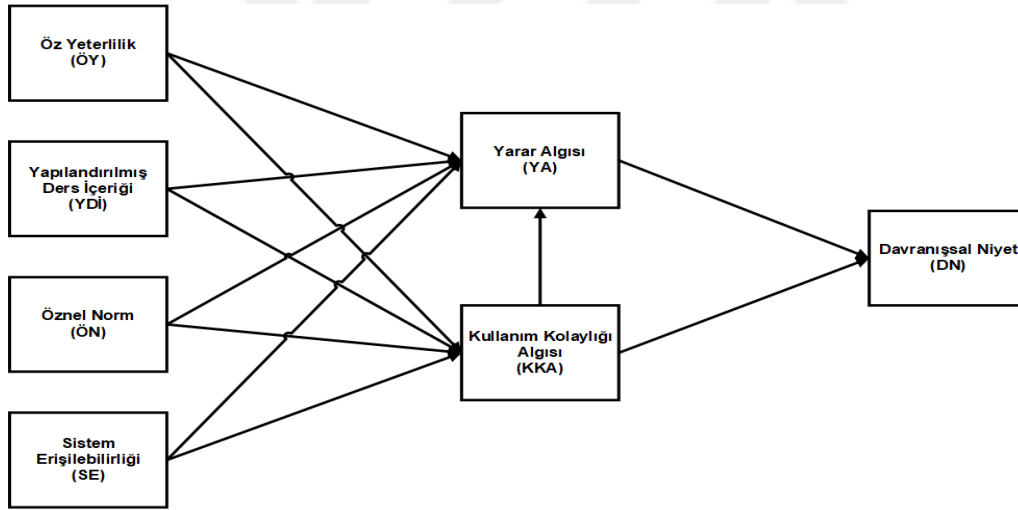 Öz Yeterlilik
(ÖY)
Yapılandırılmış
Ders İçeriği
(YDİ)
Öznel Norm
(ÖN)
Sistem
Erişilebilirliği
(SE)
Yarar Algısı
(YA)
Kullanım Kolaylığı
Algısı
(KKA)
Davranışsal Niyet
(DN)